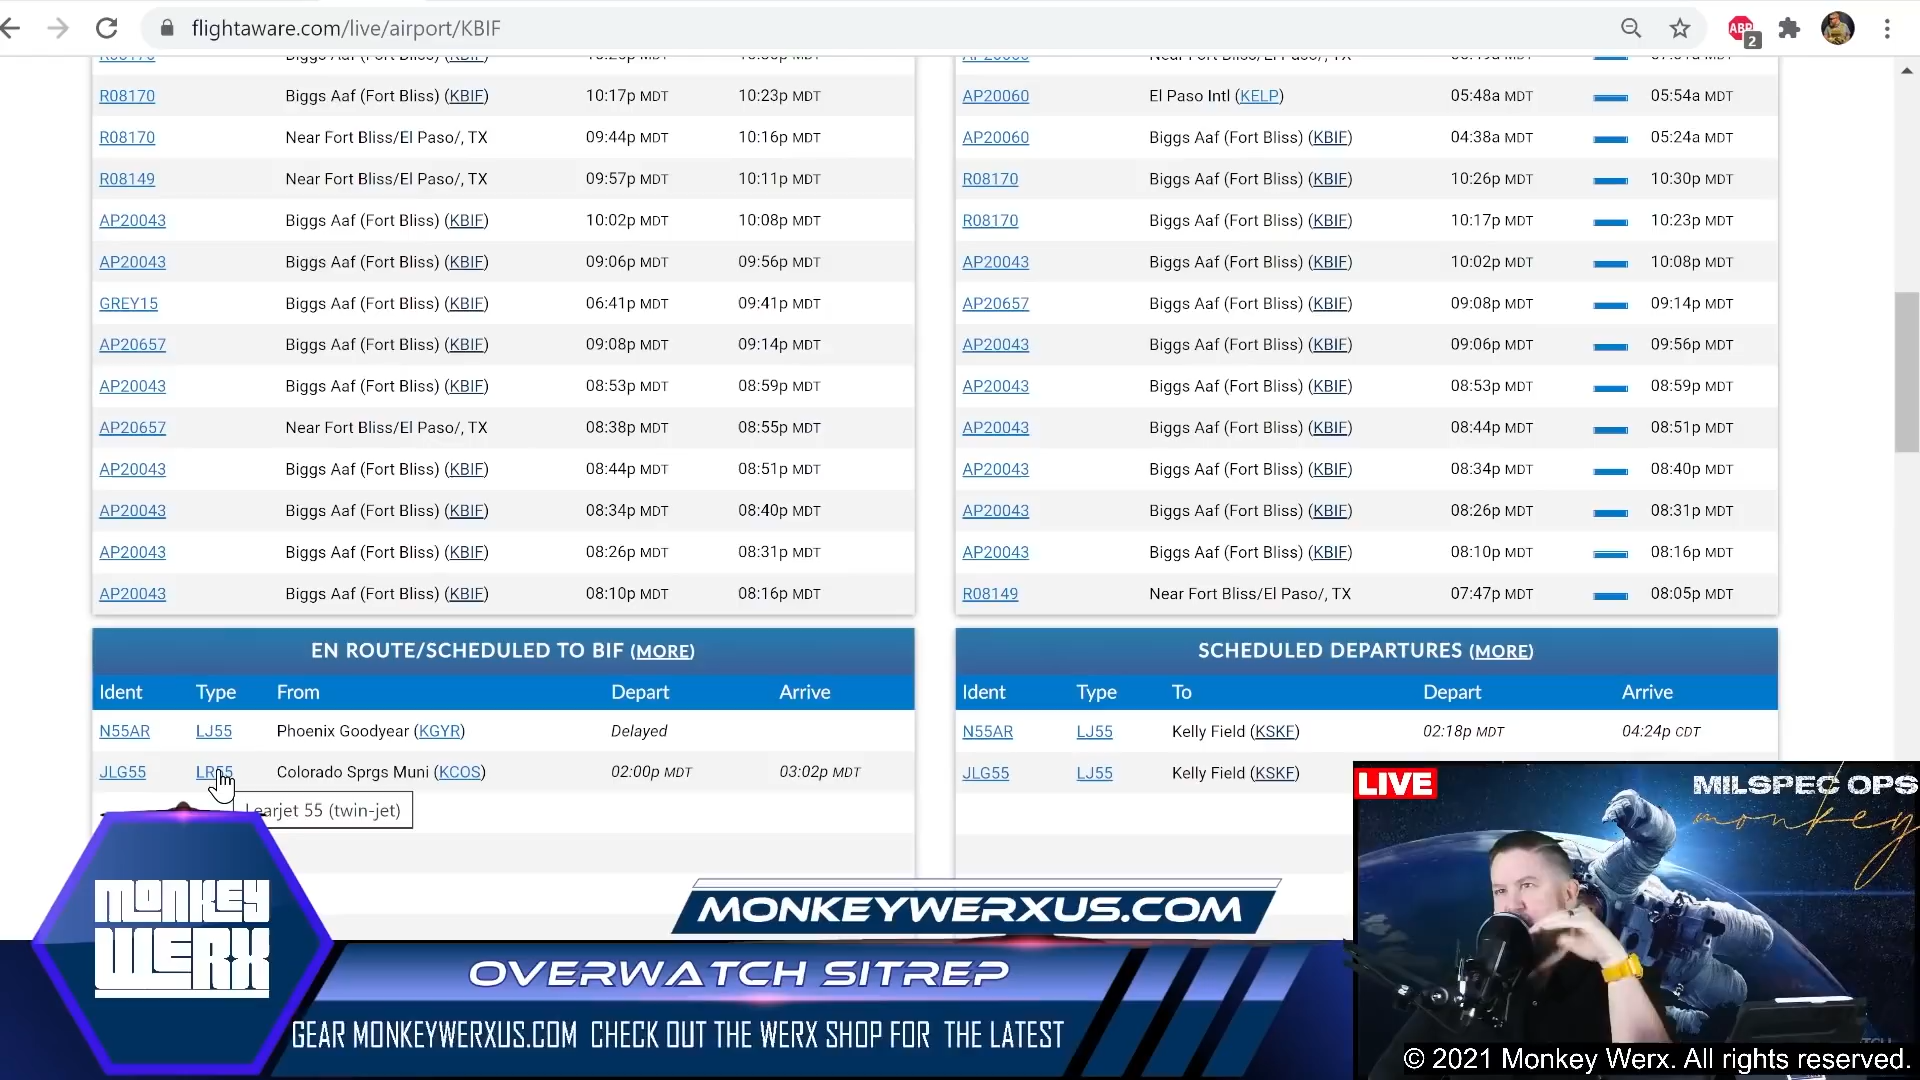 flightaware.com/live/airport/KBIF
ABP
2
R08170 Biggs Aaf (Fort Bliss) (KBIF) 10:17p MDT 10:23p MDT
R08170 Near Fort Bliss/El Paso/, TX 09:44p MDT 10:16p MDT
R08149 Near Fort Bliss/El Paso/, TX 09:57p MDT 10:11p MDT
AP20043 Biggs Aaf (Fort Bliss) (KBIF) 10:02p MDT 10:08p MDT
AP20043 Biggs Aaf (Fort Bliss) (KBIF) 09:06p MDT 09:56p MDT
GREY15 Biggs Aaf (Fort Bliss) (KBIF) 06:41p MDT 09:41p MDT
AP20657 Biggs Aaf (Fort Bliss) (KBIF) 09:08p MDT 09:14p MDT
AP20043 Biggs Aaf (Fort Bliss) (KBIF) 08:53p MDT 08:59p MDT
AP20657 Near Fort Bliss/El Paso/, TX 08:38p MDT 08:55p MDT
AP20043 Biggs Aaf (Fort Bliss) (KBIF) 08:44p MDT 08:51p MDT
AP20043 Biggs Aaf (Fort Bliss) (KBIF) 08:34p MDT 08:40p MDT
AP20043 Biggs Aaf (Fort Bliss) (KBIF) 08:26p MDT 08:31p MDT
AP20043 Biggs Aaf (Fort Bliss) (KBIF) 08:10p MDT 08:16p MDT
AP20060 El Paso Intl (KELP) 05:48a MDT 05:54a MDT
AP20060 Biggs Aaf (Fort Bliss) (KBIF) 04:38a MDT 05:24a MDT
R08170 Biggs Aaf (Fort Bliss) (KBIF) 10:26p MDT 10:30p MDT
R08170 Biggs Aaf (Fort Bliss) (KBIF) 10:17p MDT 10:23p MDT
AP20043 Biggs Aaf (Fort Bliss) (KBIF) 10:02p MDT 10:08p MDT
AP20657 Biggs Aaf (Fort Bliss) (KBIF) 09:08p MDT 09:14p MDT
AP20043 Biggs Aaf (Fort Bliss) (KBIF) 09:06p MDT 09:56p MDT
AP20043 Biggs Aaf (Fort Bliss) (KBIF) 08:53p MDT 08:59p MDT
AP20043 Biggs Aaf (Fort Bliss) (KBIF) 08:44p MDT 08:51p MDT
AP20043 Biggs Aaf (Fort Bliss) (KBIF) 08:34p MDT 08:40p MDT
AP20043 Biggs Aaf (Fort Bliss) (KBIF) 08:26p MDT 08:31p MDT
AP20043 Biggs Aaf (Fort Bliss) (KBIF) 08:10p MDT 08:16p MDT
R08149 Near Fort Bliss/El Paso/, TX 07:47p MDT 08:05p MDT
EN ROUTE/SCHEDULED TO BIF (MORE)
Ident Type From Depart Arrive
N55AR LJ55 Phoenix Goodyear (KGYR) Delayed
JLG55 LR55 Colorado Sprgs Muni (KCOS) 02:00p MDT 03:02p MDT
Learjet 55 (twin-jet)
SCHEDULED DEPARTURES (MORE)
Ident Type To Depart Arrive
N55AR LJ55 Kelly Field (KSKF) 02:18p MDT 04:24p CDT
JLG55 LJ55 Kelly Field (KSKF)
LIVE
MILSPEC OPS
monkey
MONKEY
WERX
MONKEYWERXUS.COM
OVERWATCH SITREP
GEAR MONKEYWERXUS.COM CHECK OUT THE WERX SHOP FOR THE LATEST
© 2021 Monkey Werx. All rights reserved.